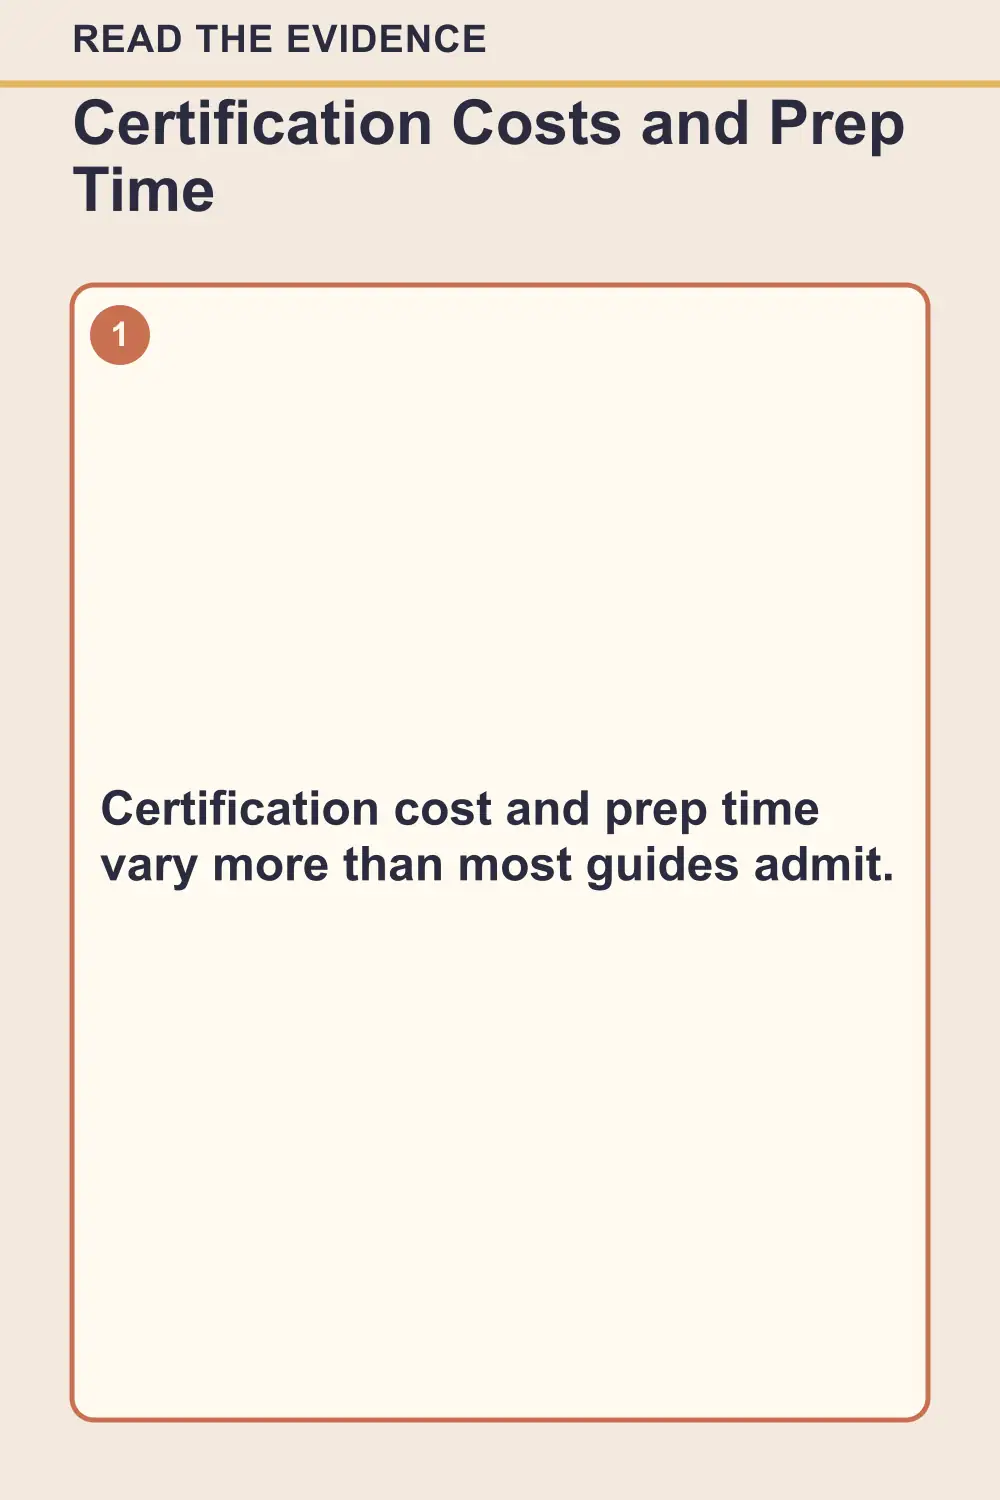 READ THE EVIDENCE
Certification Costs and Prep
Time
1
Certification cost and prep time
vary more than most guides admit.